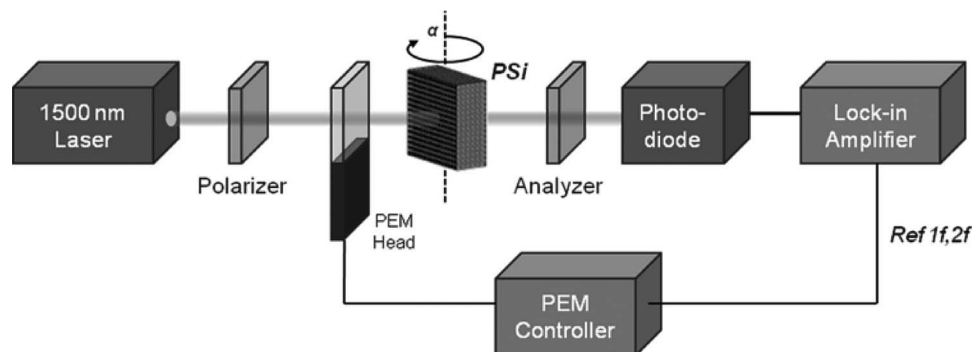 1500 nm
Laser
Polarizer
PEM
Head
α
PSi
Analyzer
Photo-
diode
Lock-in
Amplifier
Ref 1f,2f
PEM
Controller